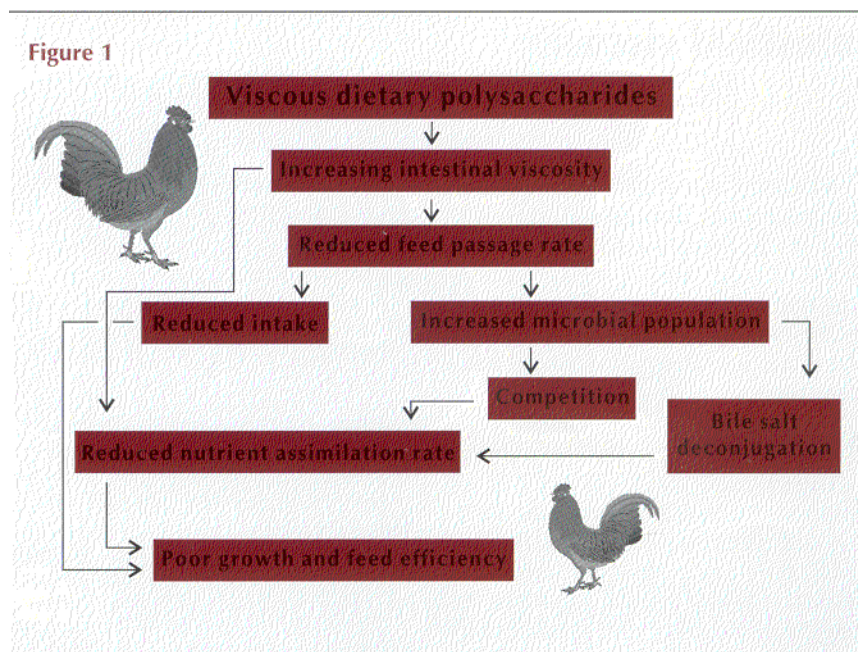 Figure 1
Viscous dietary polysaccharides
Increasing intestinal viscosity
Reduced feed passage rate
Reduced intake
Increased microbial population
Competition
Bile salt
deconjugation
Reduced nutrient assimilation rate
Poor growth and feed efficiency